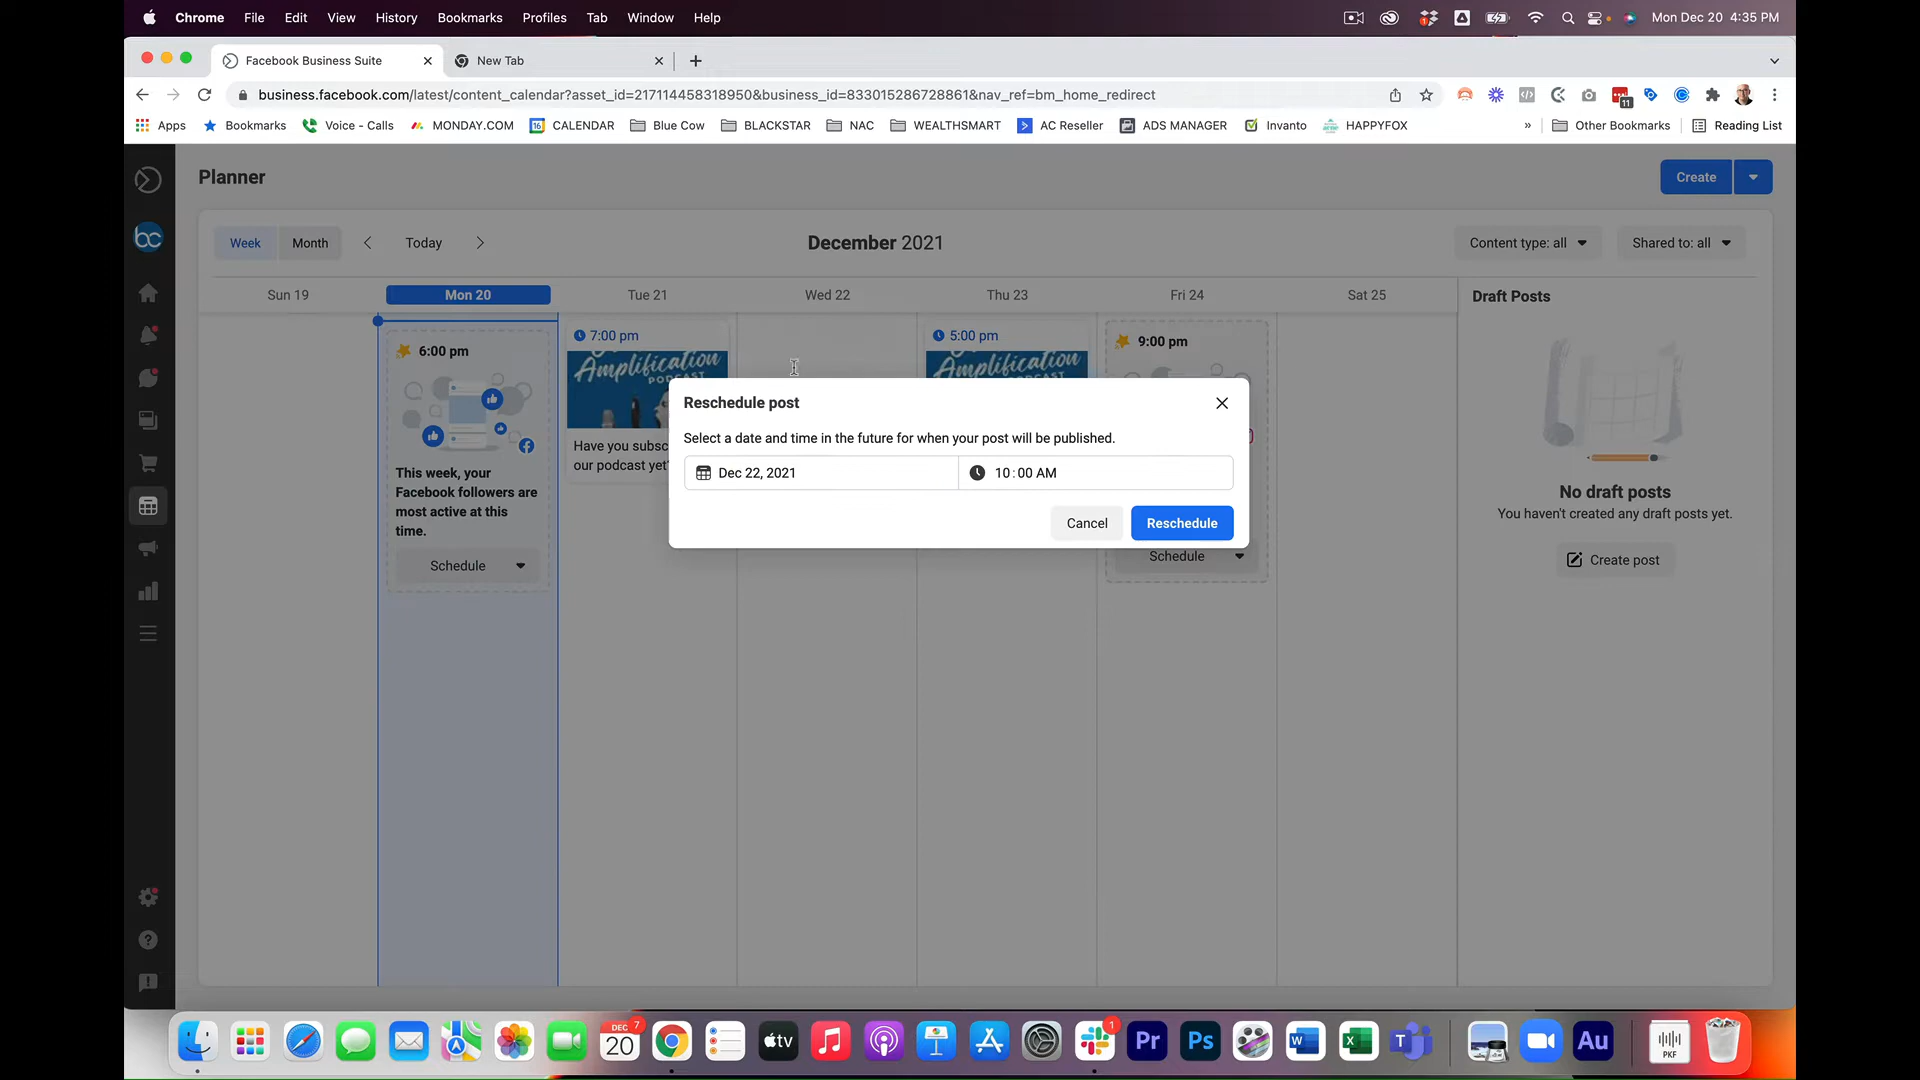 Chrome File Edit View History Bookmarks Profiles Tab Window Help
1
Mon Dec 20 4:35 PM
Facebook Business Suite
New Tab
business.facebook.com/latest/content_calendar?asset_id=217114458318950&business_id=833015286728861&nav_ref=bm_home_redirect
11
Apps Bookmarks Voice - Calls MONDAY.COM CALENDAR Blue Cow BLACKSTAR NAC WEALTHSMART AC Reseller ADS MANAGER Invanto HAPPYFOX » Other Bookmarks Reading List
Planner
Create
Week Month Today
December 2021
Content type: all Shared to: all
Sun 19 Mon 20 Tue 21 Wed 22 Thu 23 Fri 24 Sat 25
Draft Posts
6:00 pm
This week, your
Facebook followers are
most active at this
time.
Schedule
7:00 pm
Amplification
PODCAST
Have you subsc
our podcast yet?
5:00 pm
Amplification
9:00 pm
Schedule
Reschedule post
Select a date and time in the future for when your post will be published.
Dec 22, 2021
10:00 AM
Cancel
Reschedule
No draft posts
You haven't created any draft posts yet.
Create post
DEC 7
20
tv
1
Pr
Ps
W
X
T
Au
PKF